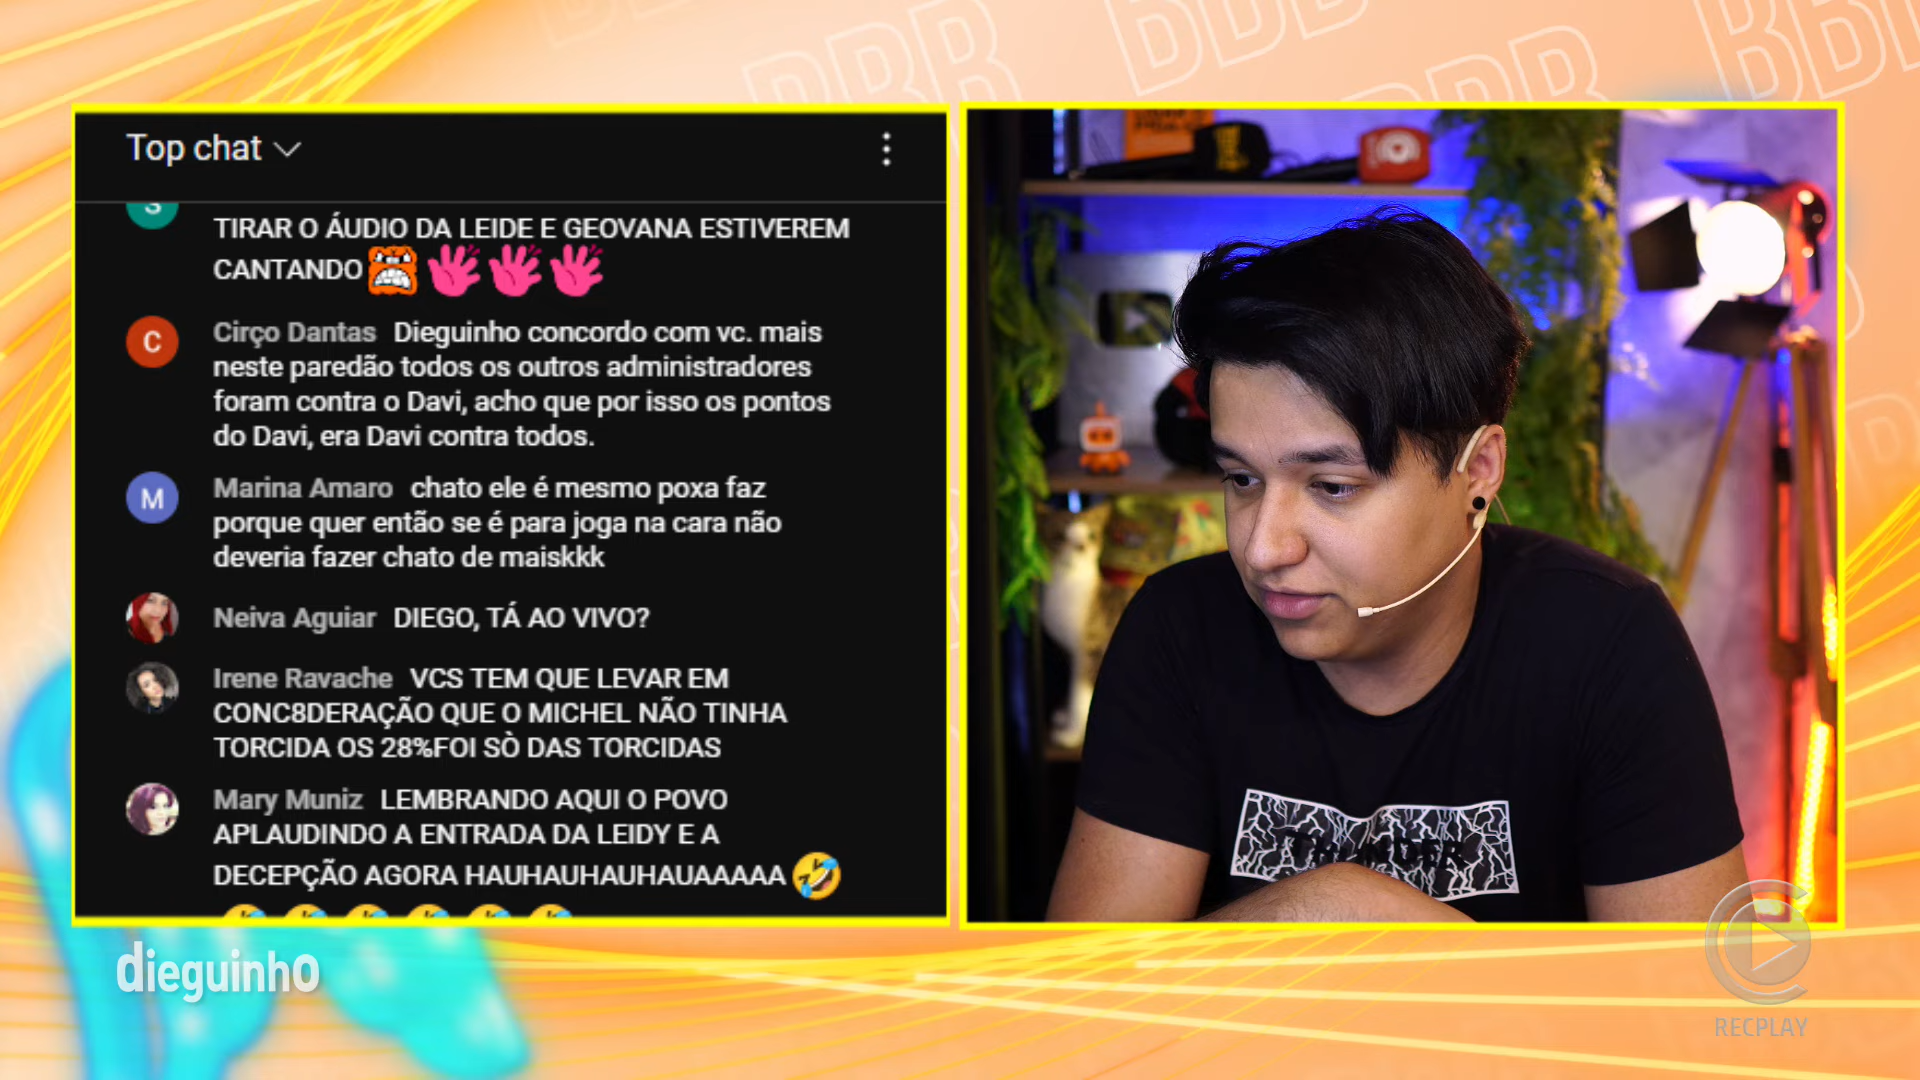 BBB
BBB
BBB
BBB
Top chat
S
TIRAR O ÁUDIO DA LEIDE E GEOVANA ESTIVEREM
CANTANDO
C
Cirço Dantas Dieguinho concordo com vc. mais
neste paredão todos os outros administradores
foram contra o Davi, acho que por isso os pontos
do Davi, era Davi contra todos.
M
Marina Amaro chato ele é mesmo poxa faz
porque quer então se é para joga na cara não
deveria fazer chato de maiskkk
Neiva Aguiar DIEGO, TÁ AO VIVO?
Irene Ravache VCS TEM QUE LEVAR EM
CONC8DERAÇÃO QUE O MICHEL NÃO TINHA
TORCIDA OS 28%FOI SÒ DAS TORCIDAS
Mary Muniz LEMBRANDO AQUI O POVO
APLAUDINDO A ENTRADA DA LEIDY E A
DECEPÇÃO AGORA HAUHAUHAUHAUAAAAA
THUNDER
dieguinho
RECPLAY